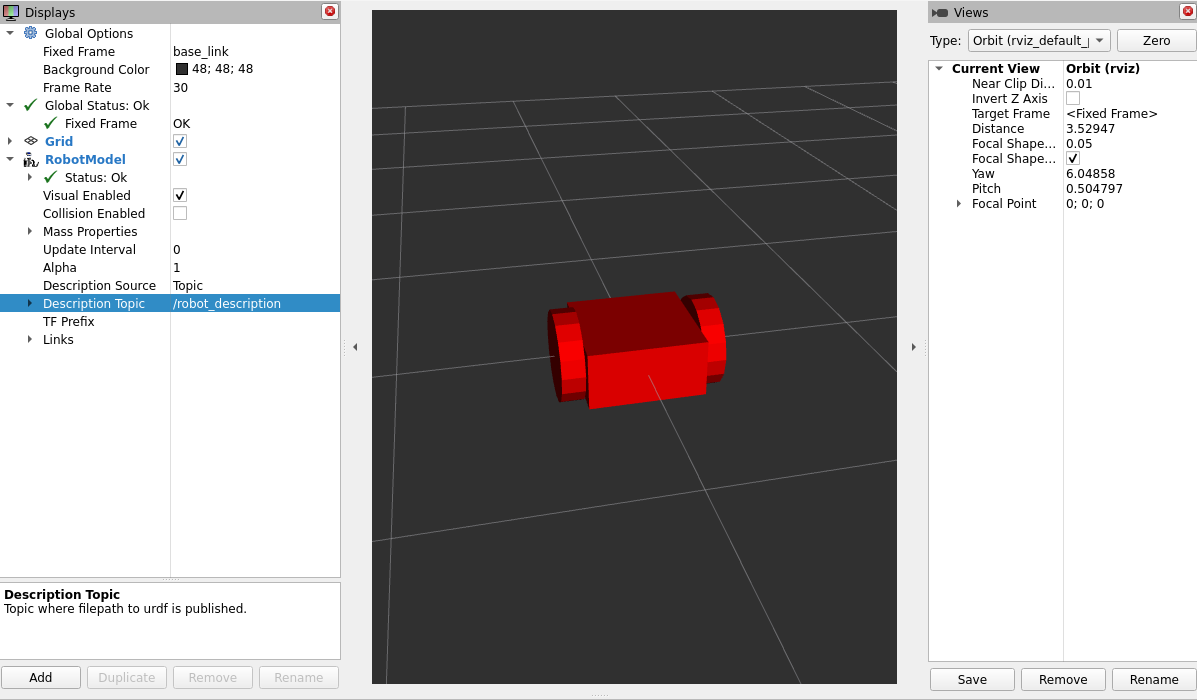 Displays
Global Options
Fixed Frame base_link
Background Color 48; 48; 48
Frame Rate 30
Global Status: Ok
Fixed Frame OK
Grid
RobotModel
Status: Ok
Visual Enabled
Collision Enabled
Mass Properties
Update Interval 0
Alpha 1
Description Source Topic
Description Topic /robot_description
TF Prefix
Links
Description Topic
Topic where filepath to urdf is published.
Add Duplicate Remove Rename
Views
Type: Orbit (rviz_default_ Zero
Current View Orbit (rviz)
Near Clip Di... 0.01
Invert Z Axis
Target Frame <Fixed Frame>
Distance 3.52947
Focal Shape... 0.05
Focal Shape...
Yaw 6.04858
Pitch 0.504797
Focal Point 0; 0; 0
Save Remove Rename